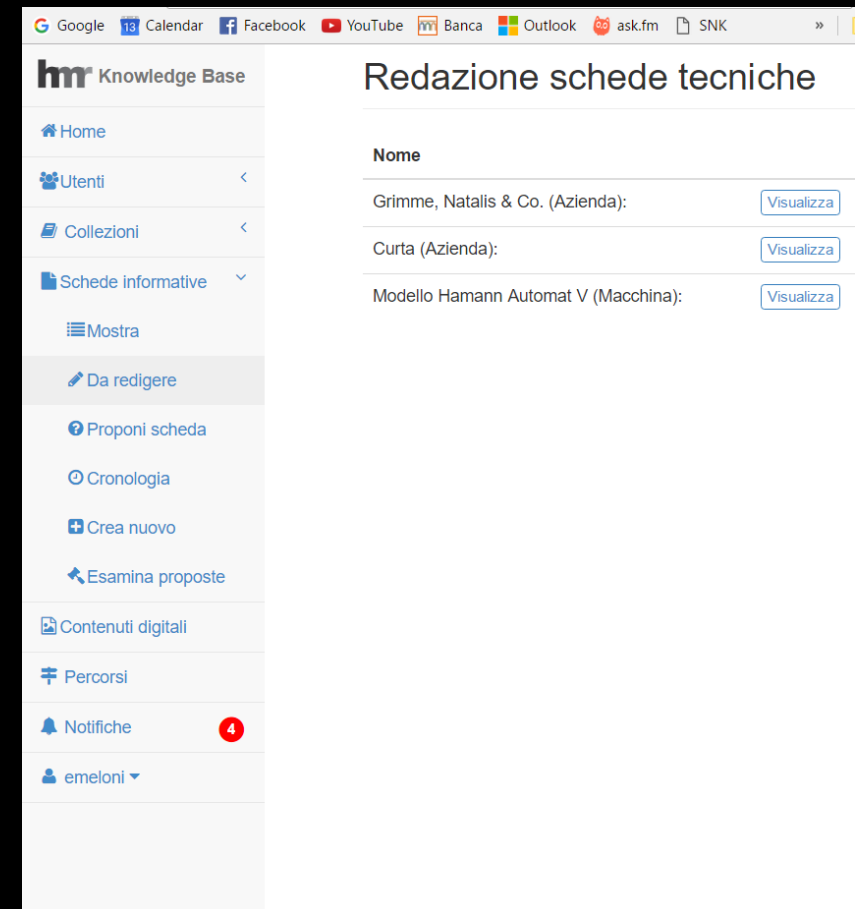 Google 13 Calendar Facebook YouTube Banca Outlook ask.fm SNK »
hmr Knowledge Base
Redazione schede tecniche
Home
Utenti
Collezioni
Schede informative
Mostra
Da redigere
Proponi scheda
Cronologia
Crea nuovo
Esamina proposte
Contenuti digitali
Percorsi
Notifiche 4
emeloni
Nome
Grimme, Natalis & Co. (Azienda): Visualizza
Curta (Azienda): Visualizza
Modello Hamann Automat V (Macchina): Visualizza